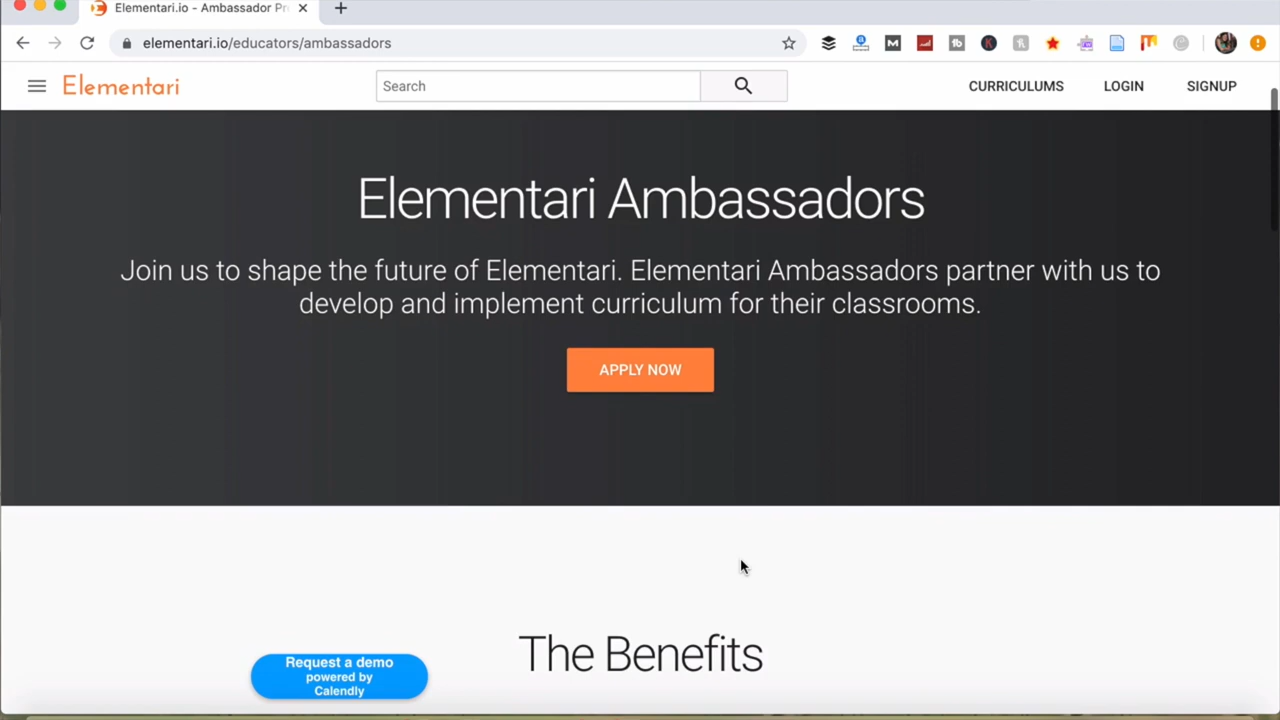 Elementari.io - Ambassador Pr
elementari.io/educators/ambassadors
Elementari
Search
CURRICULUMS
LOGIN
SIGNUP
Elementari Ambassadors
Join us to shape the future of Elementari. Elementari Ambassadors partner with us to
develop and implement curriculum for their classrooms.
APPLY NOW
The Benefits
Request a demo
powered by
Calendly